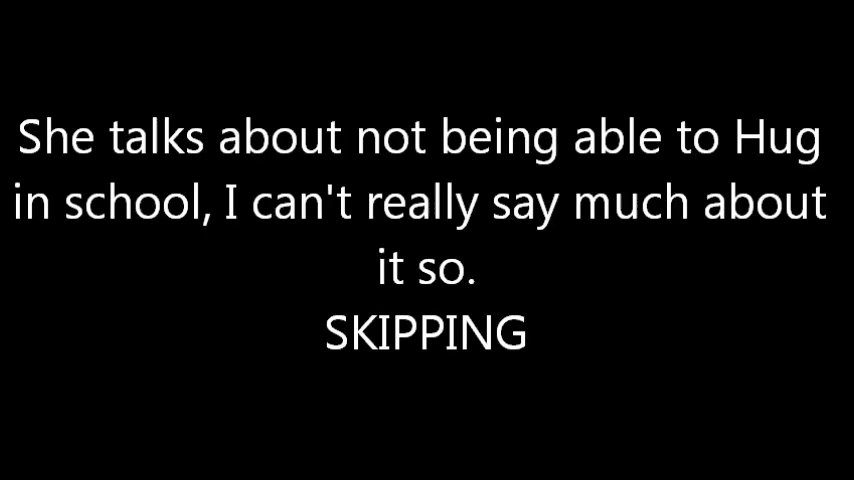 She talks about not being able to Hug
in school, I can't really say much about
it so.
SKIPPING